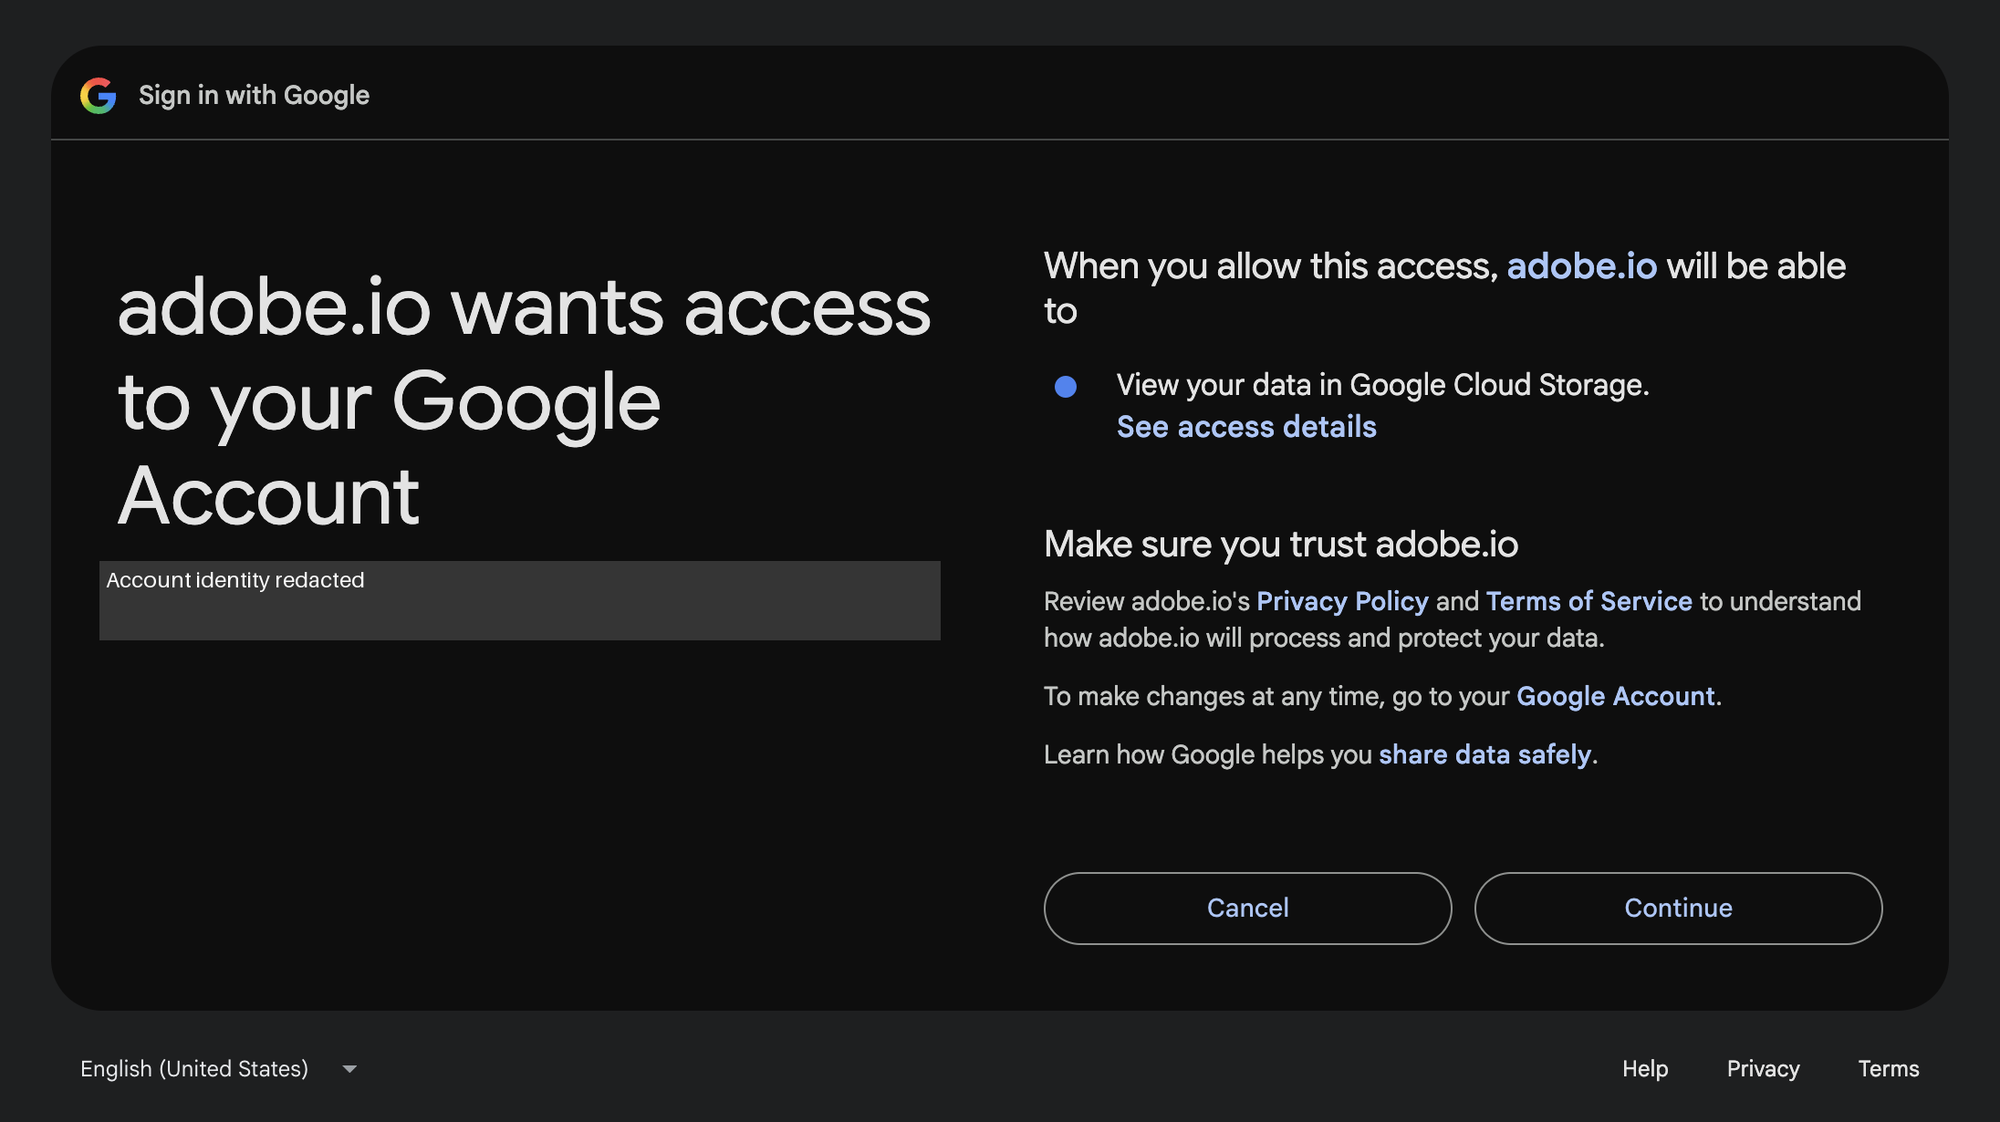 Sign in with Google
adobe.io wants access
to your Google
Account
Account identity redacted
When you allow this access, adobe.io will be able
to
View your data in Google Cloud Storage.
See access details
Make sure you trust adobe.io
Review adobe.io's Privacy Policy and Terms of Service to understand
how adobe.io will process and protect your data.
To make changes at any time, go to your Google Account.
Learn how Google helps you share data safely.
Cancel
Continue
English (United States)
Help
Privacy
Terms